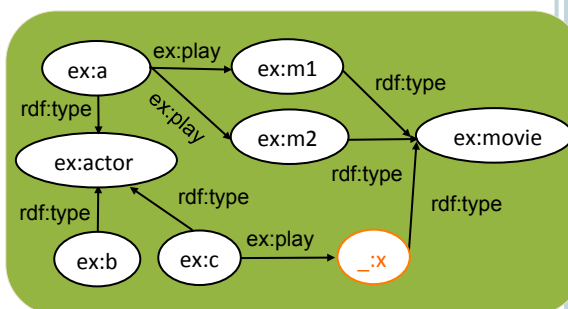 ex:a
ex:play
ex:m1
rdf:type
rdf:type
ex:play
ex:m2
ex:movie
ex:actor
rdf:type
rdf:type
rdf:type
rdf:type
ex:b
ex:c
ex:play
_:x